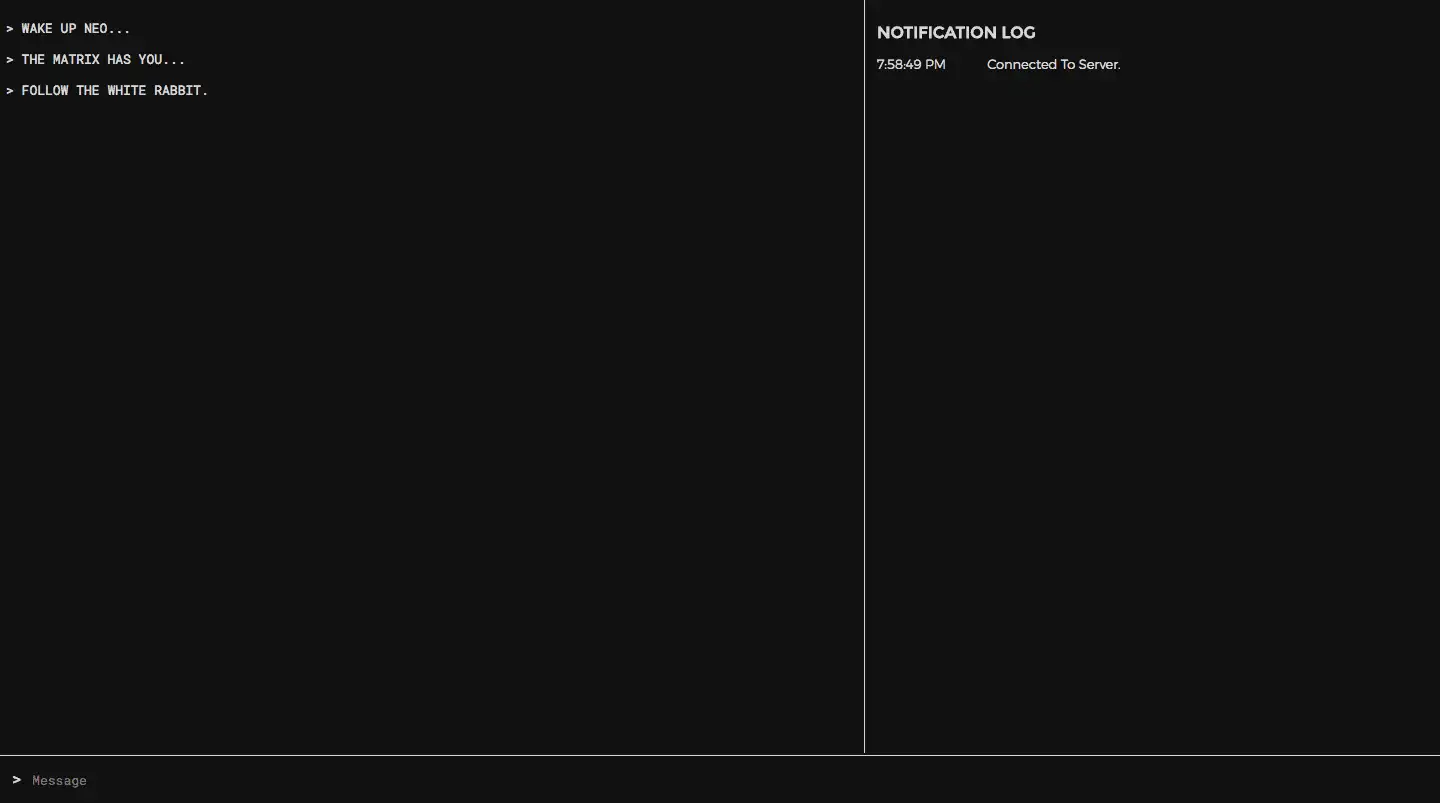 > WAKE UP NEO...
> THE MATRIX HAS YOU...
> FOLLOW THE WHITE RABBIT.
NOTIFICATION LOG
7:58:49 PM Connected To Server.
> Message